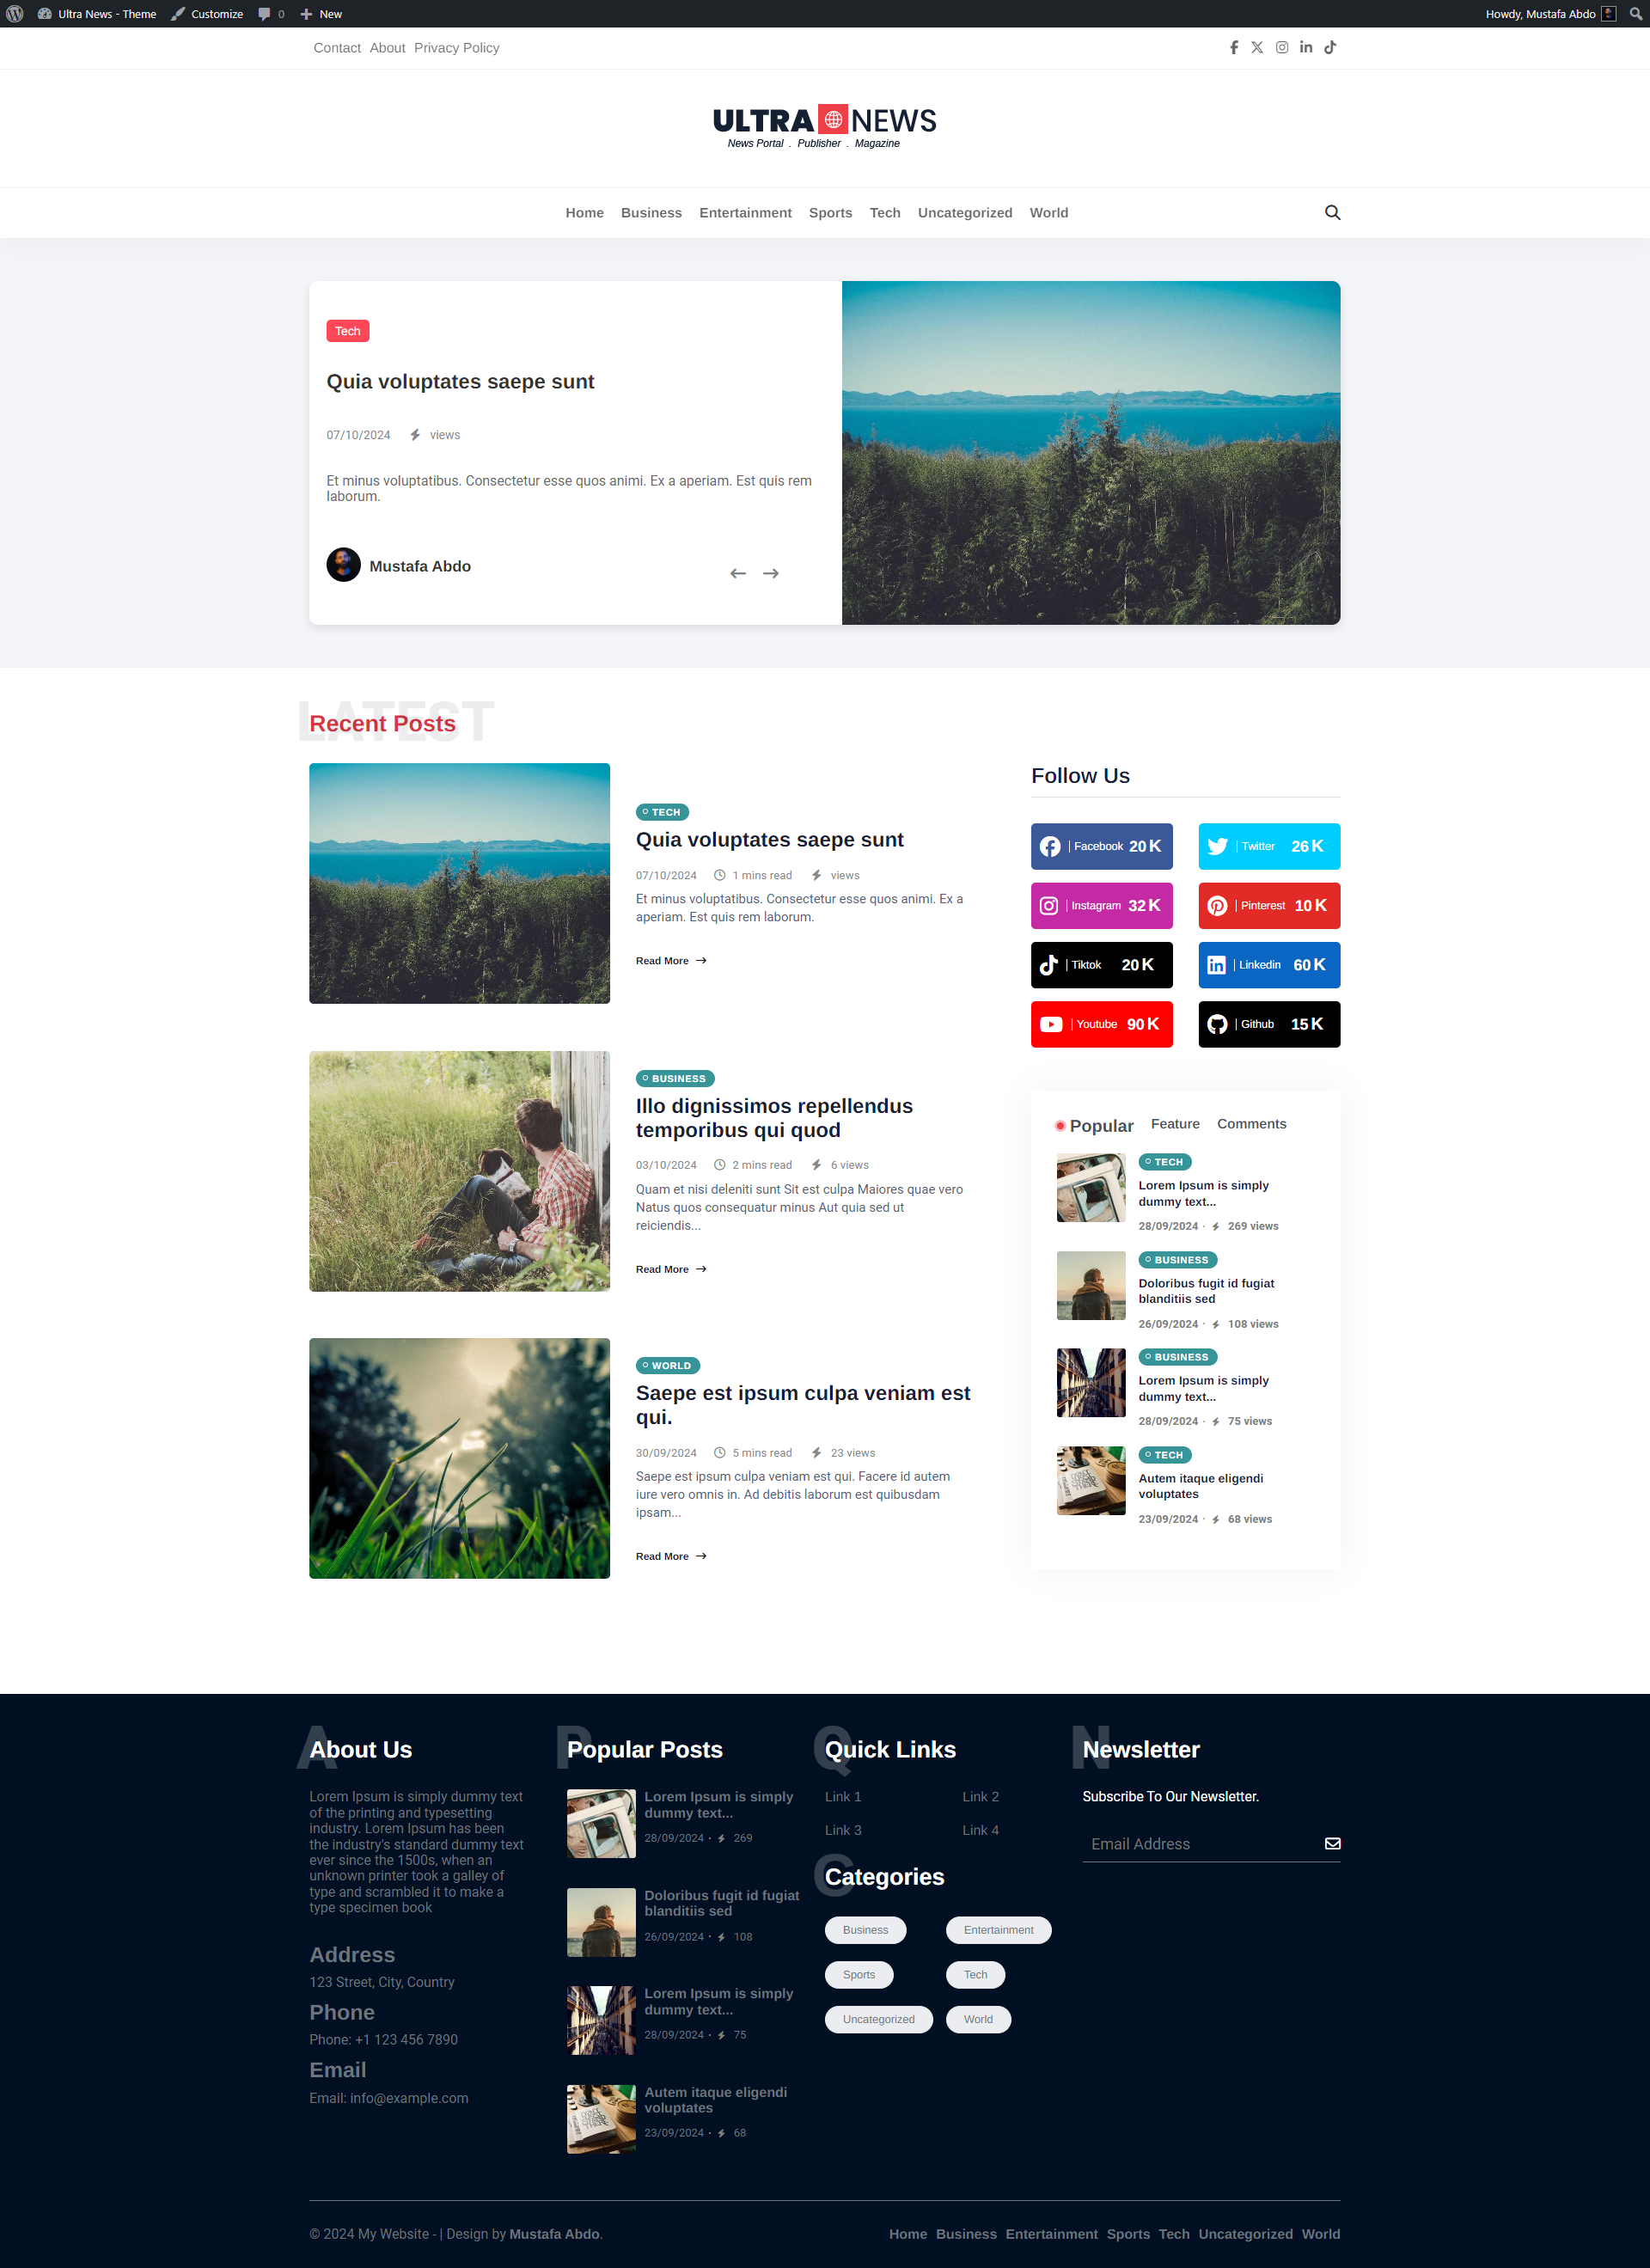 Ultra News - Theme Customize 0 New Howdy, Mustafa Abdo
Contact About Privacy Policy
ULTRA NEWS
News Portal . Publisher . Magazine
Home Business Entertainment Sports Tech Uncategorized World
Tech
Quia voluptates saepe sunt
07/10/2024 views
Et minus voluptatibus. Consectetur esse quos animi. Ex a aperiam. Est quis rem
laborum.
Mustafa Abdo
LATEST
Recent Posts
TECH
Quia voluptates saepe sunt
07/10/2024 1 mins read views
Et minus voluptatibus. Consectetur esse quos animi. Ex a
aperiam. Est quis rem laborum.
Read More
BUSINESS
Illo dignissimos repellendus
temporibus qui quod
03/10/2024 2 mins read 6 views
Quam et nisi deleniti sunt Sit est culpa Maiores quae vero
Natus quos consequatur minus Aut quia sed ut
reiciendis...
Read More
WORLD
Saepe est ipsum culpa veniam est
qui.
30/09/2024 5 mins read 23 views
Saepe est ipsum culpa veniam est qui. Facere id autem
iure vero omnis in. Ad debitis laborum est quibusdam
ipsam...
Read More
Follow Us
| Facebook 20 K | Twitter 26 K
| Instagram 32 K | Pinterest 10 K
| Tiktok 20 K | Linkedin 60 K
| Youtube 90 K | Github 15 K
Popular Feature Comments
TECH
Lorem Ipsum is simply
dummy text...
28/09/2024 · 269 views
BUSINESS
Doloribus fugit id fugiat
blanditiis sed
26/09/2024 · 108 views
BUSINESS
Lorem Ipsum is simply
dummy text...
28/09/2024 · 75 views
TECH
Autem itaque eligendi
voluptates
23/09/2024 · 68 views
A
About Us
Lorem Ipsum is simply dummy text
of the printing and typesetting
industry. Lorem Ipsum has been
the industry's standard dummy text
ever since the 1500s, when an
unknown printer took a galley of
type and scrambled it to make a
type specimen book
Address
123 Street, City, Country
Phone
Phone: +1 123 456 7890
Email
Email: info@example.com
P
Popular Posts
Lorem Ipsum is simply
dummy text...
28/09/2024 · 269
Doloribus fugit id fugiat
blanditiis sed
26/09/2024 · 108
Lorem Ipsum is simply
dummy text...
28/09/2024 · 75
Autem itaque eligendi
voluptates
23/09/2024 · 68
Q
Quick Links
Link 1 Link 2
Link 3 Link 4
C
Categories
Business Entertainment
Sports Tech
Uncategorized World
N
Newsletter
Subscribe To Our Newsletter.
Email Address
© 2024 My Website - | Design by Mustafa Abdo.
Home Business Entertainment Sports Tech Uncategorized World